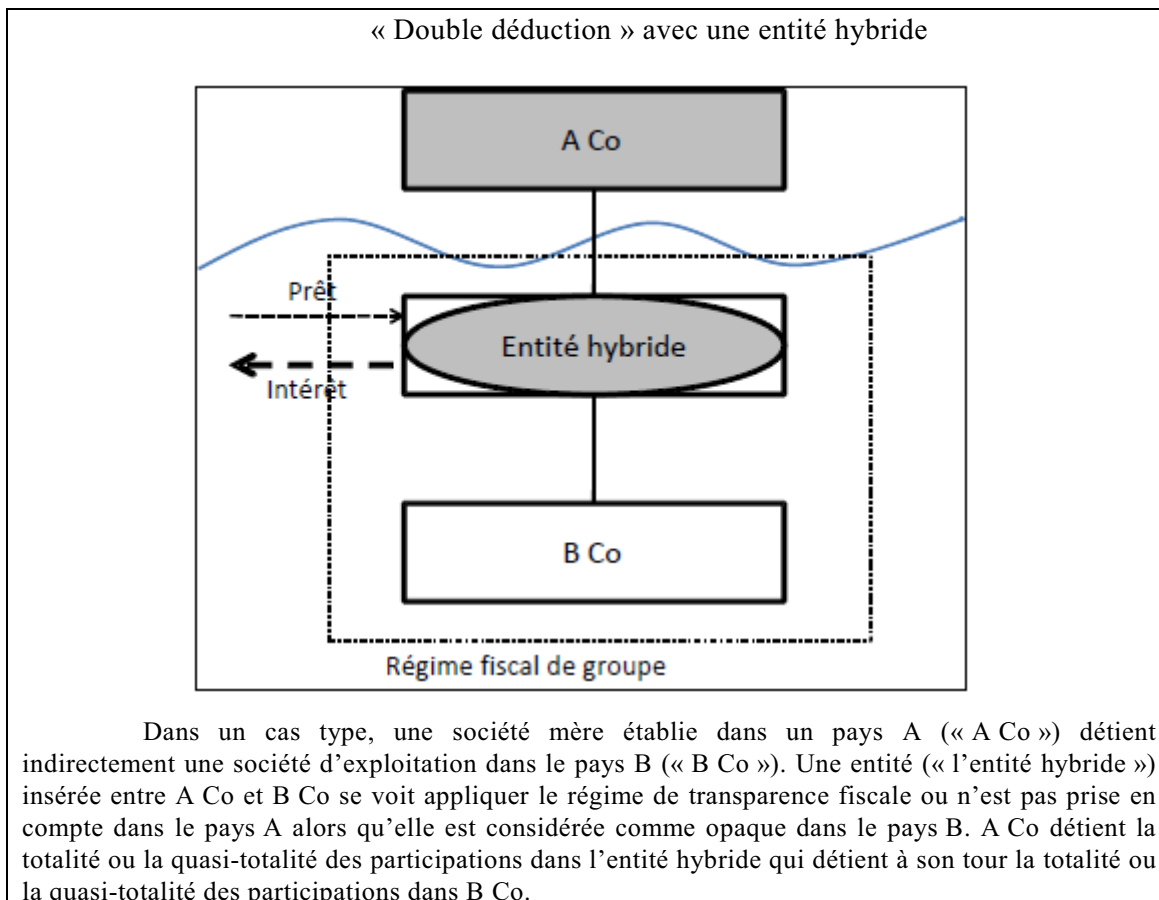 « Double déduction » avec une entité hybride
A Co
Prêt
Entité hybride
Intérêt
B Co
Régime fiscal de groupe
Dans un cas type, une société mère établie dans un pays A (« A Co ») détient
indirectement une société d’exploitation dans le pays B (« B Co »). Une entité (« l’entité hybride »)
insérée entre A Co et B Co se voit appliquer le régime de transparence fiscale ou n’est pas prise en
compte dans le pays A alors qu’elle est considérée comme opaque dans le pays B. A Co détient la
totalité ou la quasi-totalité des participations dans l’entité hybride qui détient à son tour la totalité ou
la quasi-totalité des participations dans B Co.